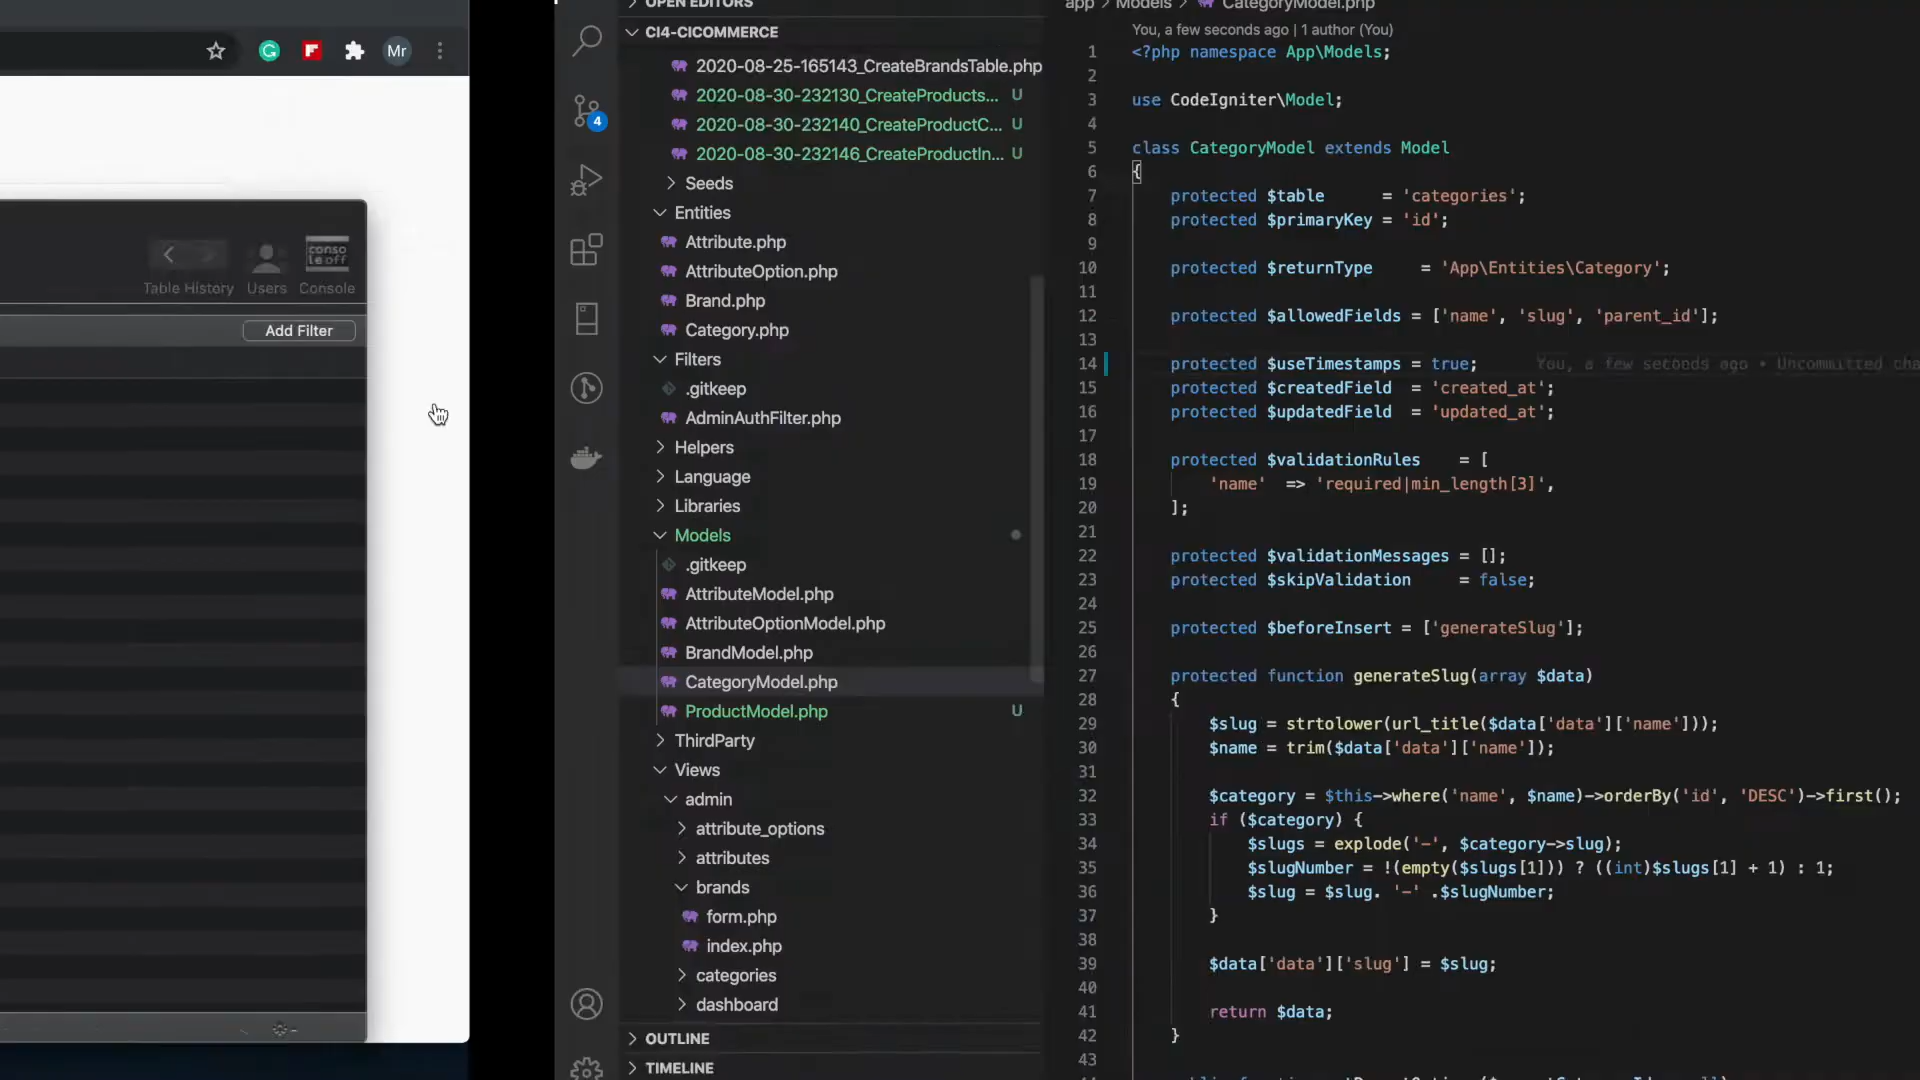 Mr
Table History
Users
conso
le off
Console
Add Filter
OPEN EDITORS
CI4-CICOMMERCE
2020-08-25-165143_CreateBrandsTable.php
2020-08-30-232130_CreateProducts... U
2020-08-30-232140_CreateProductC... U
2020-08-30-232146_CreateProductIn... U
Seeds
Entities
Attribute.php
AttributeOption.php
Brand.php
Category.php
Filters
.gitkeep
AdminAuthFilter.php
Helpers
Language
Libraries
Models
.gitkeep
AttributeModel.php
AttributeOptionModel.php
BrandModel.php
CategoryModel.php
ProductModel.php U
ThirdParty
Views
admin
attribute_options
attributes
brands
form.php
index.php
categories
dashboard
OUTLINE
TIMELINE
4
app > Models > CategoryModel.php
You, a few seconds ago | 1 author (You)
1 <?php namespace App\Models;
2
3 use CodeIgniter\Model;
4
5 class CategoryModel extends Model
6 {
7 protected $table = 'categories';
8 protected $primaryKey = 'id';
9
10 protected $returnType = 'App\Entities\Category';
11
12 protected $allowedFields = ['name', 'slug', 'parent_id'];
13
14 protected $useTimestamps = true; You, a few seconds ago • Uncommitted cha
15 protected $createdField = 'created_at';
16 protected $updatedField = 'updated_at';
17
18 protected $validationRules = [
19 'name' => 'required|min_length[3]',
20 ];
21
22 protected $validationMessages = [];
23 protected $skipValidation = false;
24
25 protected $beforeInsert = ['generateSlug'];
26
27 protected function generateSlug(array $data)
28 {
29 $slug = strtolower(url_title($data['data']['name']));
30 $name = trim($data['data']['name']);
31
32 $category = $this->where('name', $name)->orderBy('id', 'DESC')->first();
33 if ($category) {
34 $slugs = explode('-', $category->slug);
35 $slugNumber = !(empty($slugs[1])) ? ((int)$slugs[1] + 1) : 1;
36 $slug = $slug. '-' .$slugNumber;
37 }
38
39 $data['data']['slug'] = $slug;
40
41 return $data;
42 }
43